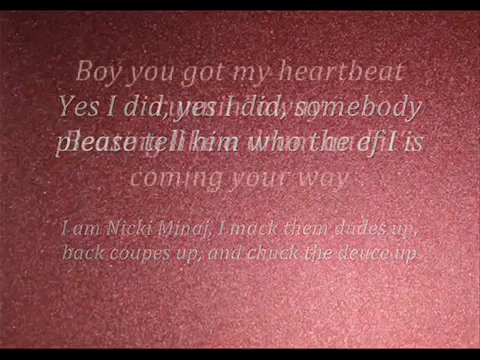 Boy you got my heartbeat
Yes I did, yes I did, somebody
please tell him who the ef I is
coming your way
I am Nicki Minaj, I mack them dudes up,
back coupes up, and chuck the deuce up